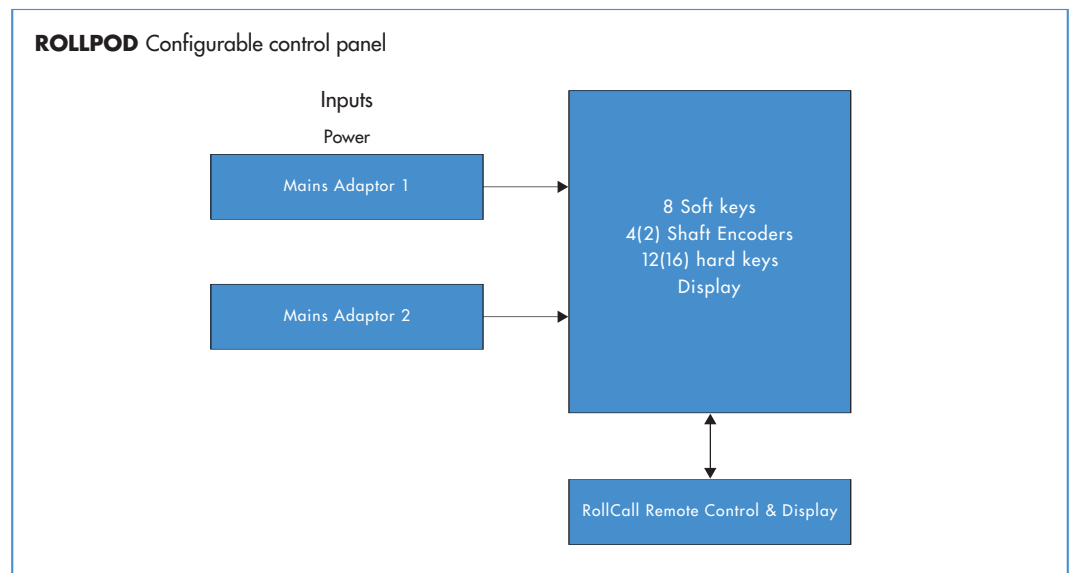 ROLLPOD Configurable control panel
Inputs
Power
Mains Adaptor 1
8 Soft keys
4(2) Shaft Encoders
12(16) hard keys
Display
Mains Adaptor 2
RollCall Remote Control & Display